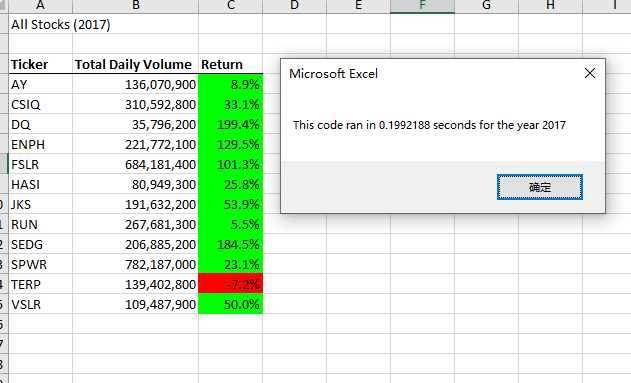 A B C D E F G H I
All Stocks (2017)
Ticker Total Daily Volume Return
AY 136,070,900 8.9%
CSIQ 310,592,800 33.1%
DQ 35,796,200 199.4%
ENPH 221,772,100 129.5%
FSLR 684,181,400 101.3%
HASI 80,949,300 25.8%
JKS 191,632,200 53.9%
RUN 267,681,300 5.5%
SEDG 206,885,200 184.5%
SPWR 782,187,000 23.1%
TERP 139,402,800 -7.2%
VSLR 109,487,900 50.0%
Microsoft Excel
This code ran in 0.1992188 seconds for the year 2017
确定